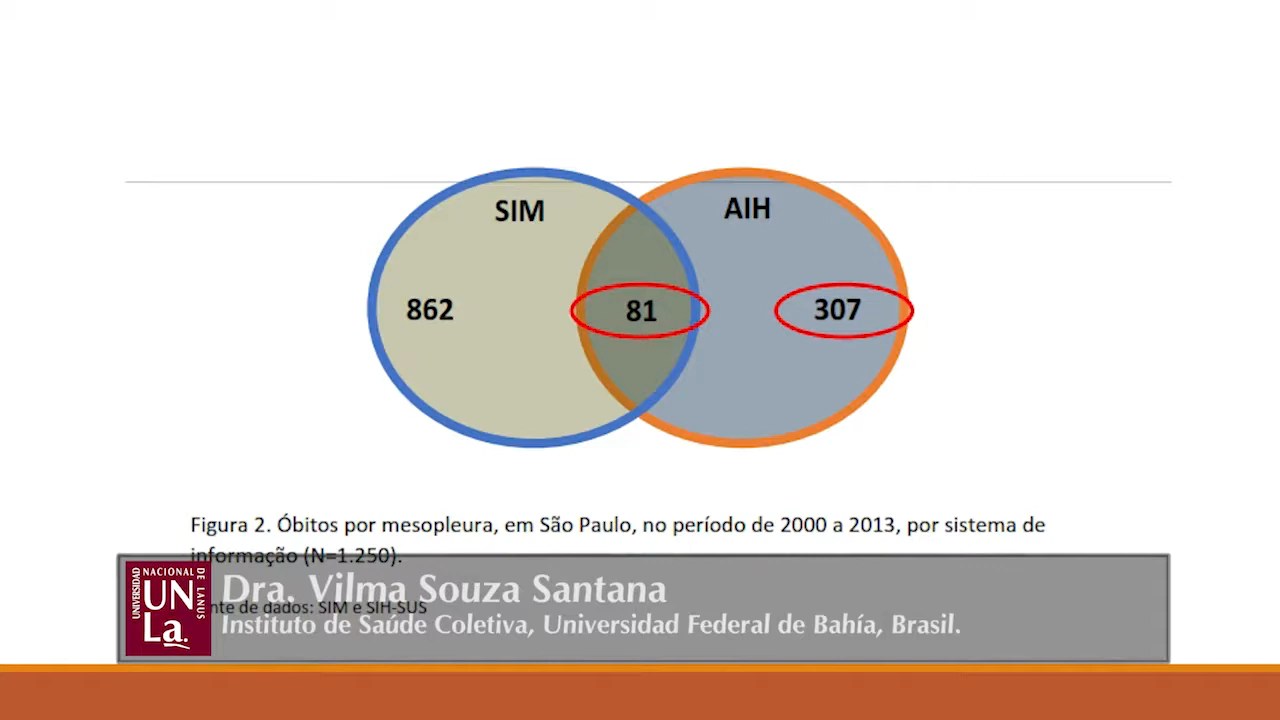 SIM
AIH
862
81
307
Figura 2. Óbitos por mesopleura, em São Paulo, no período de 2000 a 2013, por sistema de
informação (N=1.250).
de dados: SIM e SIH-SUS
UNIVERSIDAD NACIONAL DE LANUS
UN
La.
Dra. Vilma Souza Santana
Instituto de Saúde Coletiva, Universidad Federal de Bahía, Brasil.